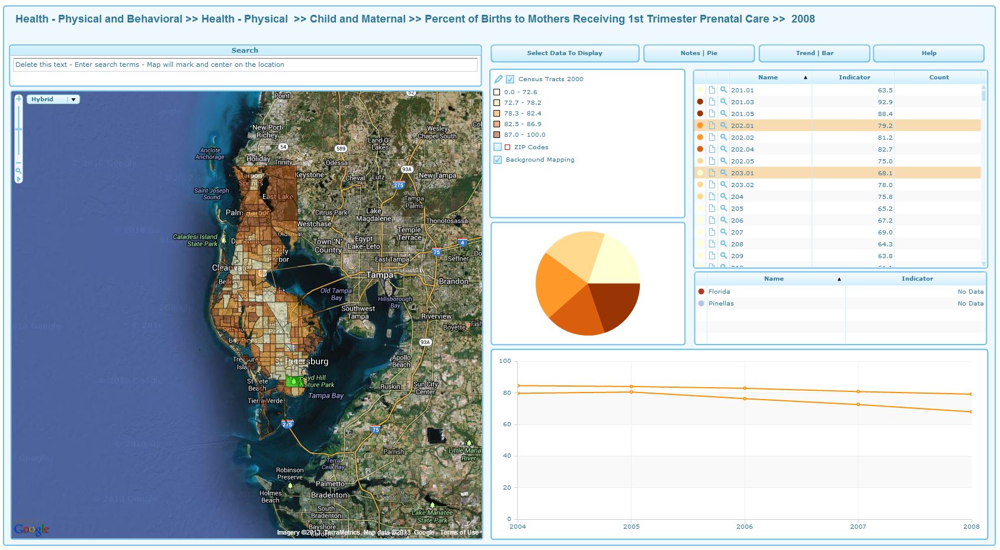 Health - Physical and Behavioral >> Health - Physical >> Child and Maternal >> Percent of Births to Mothers Receiving 1st Trimester Prenatal Care >> 2008
Search
Delete this text - Enter search terms - Map will mark and center on the location
Select Data To Display
Notes | Pie
Trend | Bar
Help
Hybrid
Point
52
New Port
Richey
Wesley
Chapel South
Anclote
Anchorage
54
589
Land O'
Lakes
Holiday
Trinity
Odessa
93A
Tarpon
Springs
Keystone
Cheval
Lutz
New Tampa
275
Saint Joseph
Sound
East Lake
Tampa
Palms
Palm Harbor
Citrus Park
Lake
Magdalene
Westchase
Thonotosassa
Caladesi Island
State Park
Dunedin
Oldsmar
Town 'N'
Country
Egypt
Lake-Leto
Temple
Terrace
4
75
Safety
Harbor
East Tampa
Seffner
Clearwater
Tampa
Brandon
Largo
Highpoint
Old Tampa
Bay
Hillsborough
Bay
Southwest
Tampa
Riverview
Pinellas
Park
Boyette
Seminole
Bay Pines
93A
Treasure
Island
St Petersburg
Apollo
Beach
St Pete
Beach
Boyd Hill
Nature Park
Ruskin
Sun City
Center
Tampa Bay
Tierra Verde
275
75
Parrish
Little Mana
River
Terra
Ceia Bay
Robinson
Preserve
Palmetto
Holmes
Beach
Bradenton
South
Bradenton
Lake Manatee
State Park
Bayshore
Gardens
Google
Imagery ©2013 TerraMetrics, Map data ©2013 Google - Terms of Use
Census Tracts 2000
0.0 - 72.6
72.7 - 78.2
78.3 - 82.4
82.5 - 86.9
87.0 - 100.0
ZIP Codes
Background Mapping
Name Indicator Count
201.01 63.5
201.03 92.9
201.05 88.4
202.01 79.2
202.02 81.2
202.04 82.7
202.05 75.0
203.01 68.1
203.02 78.0
204 75.8
205 65.2
206 67.2
207 69.0
208 64.3
209 63.8
Name Indicator
Florida No Data
Pinellas No Data
100
80
60
40
20
0
2004 2005 2006 2007 2008